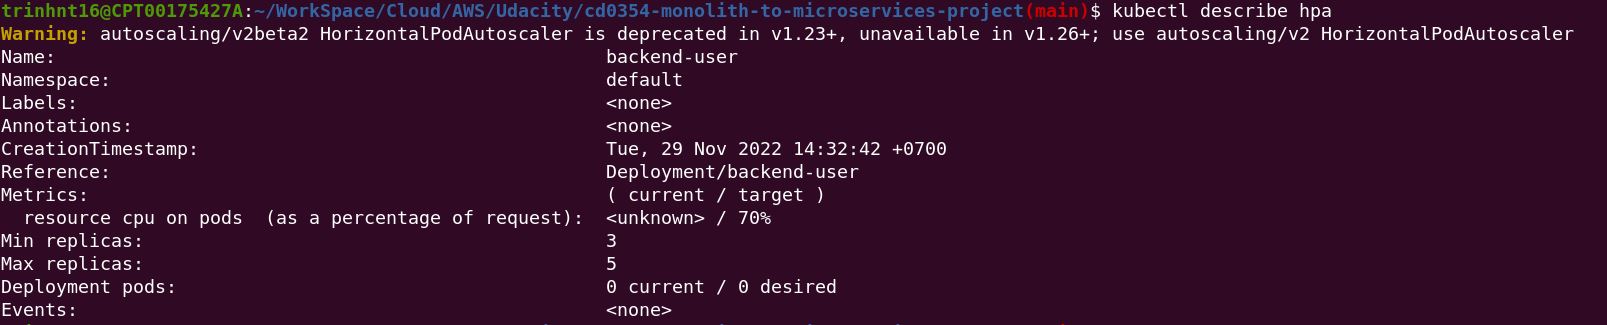 trinhnt16@CPT00175427A:~/WorkSpace/Cloud/AWS/Udacity/cd0354-monolith-to-microservices-project(main)$ kubectl describe hpa
Warning: autoscaling/v2beta2 HorizontalPodAutoscaler is deprecated in v1.23+, unavailable in v1.26+; use autoscaling/v2 HorizontalPodAutoscaler
Name: backend-user
Namespace: default
Labels: <none>
Annotations: <none>
CreationTimestamp: Tue, 29 Nov 2022 14:32:42 +0700
Reference: Deployment/backend-user
Metrics: ( current / target )
  resource cpu on pods  (as a percentage of request):  <unknown> / 70%
Min replicas: 3
Max replicas: 5
Deployment pods: 0 current / 0 desired
Events: <none>